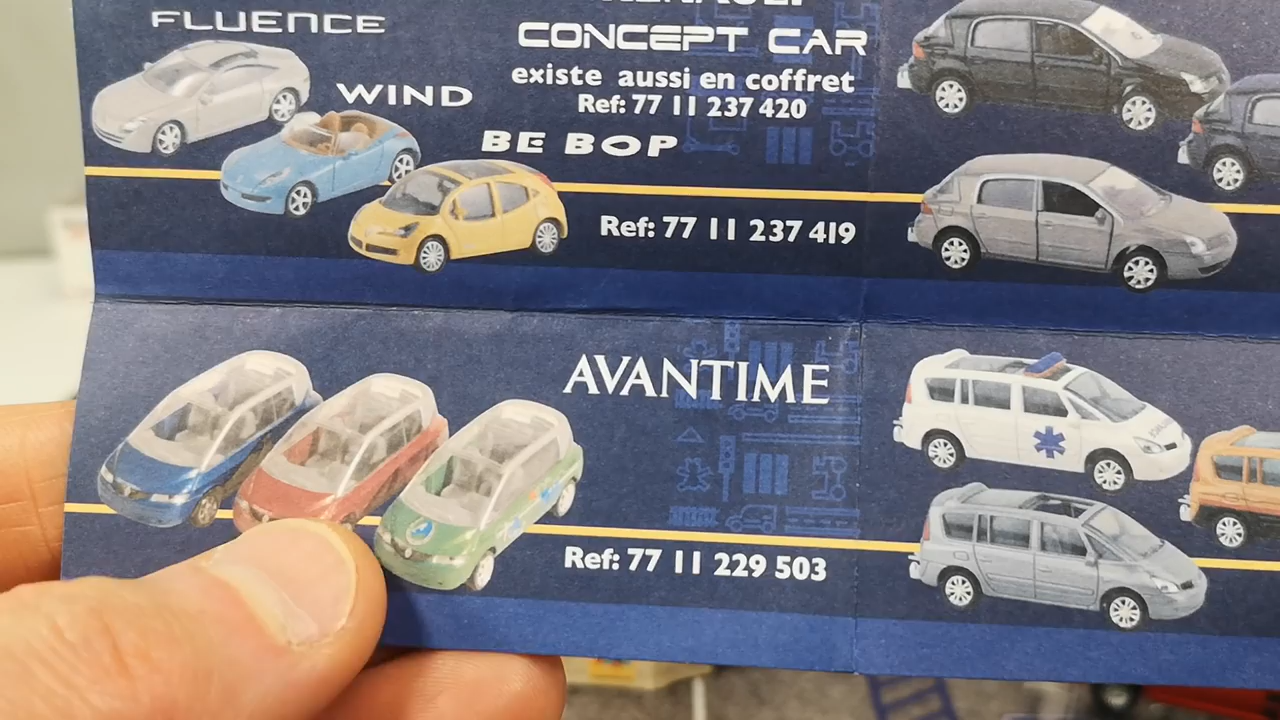 RENAULT
FLUENCE
CONCEPT CAR
existe aussi en coffret
Ref: 77 11 237 420
WIND
BE BOP
Ref: 77 11 237 419
AVANTIME
Ref: 77 11 229 503